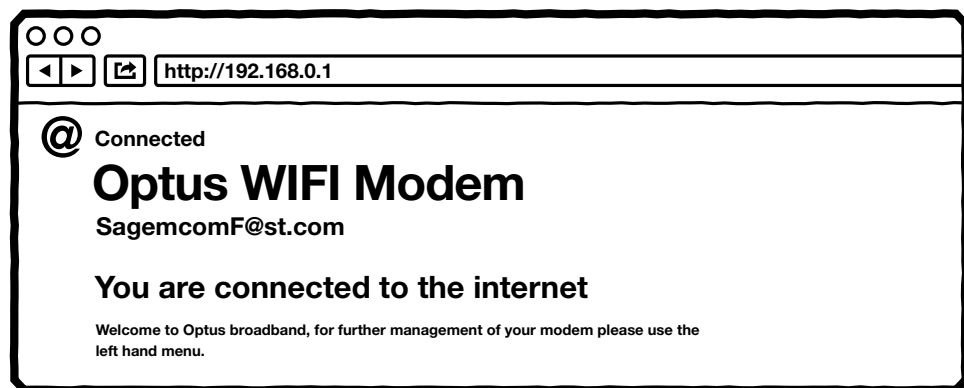 http://192.168.0.1
@ Connected
Optus WIFI Modem
SagemcomF@st.com
You are connected to the internet
Welcome to Optus broadband, for further management of your modem please use the
left hand menu.